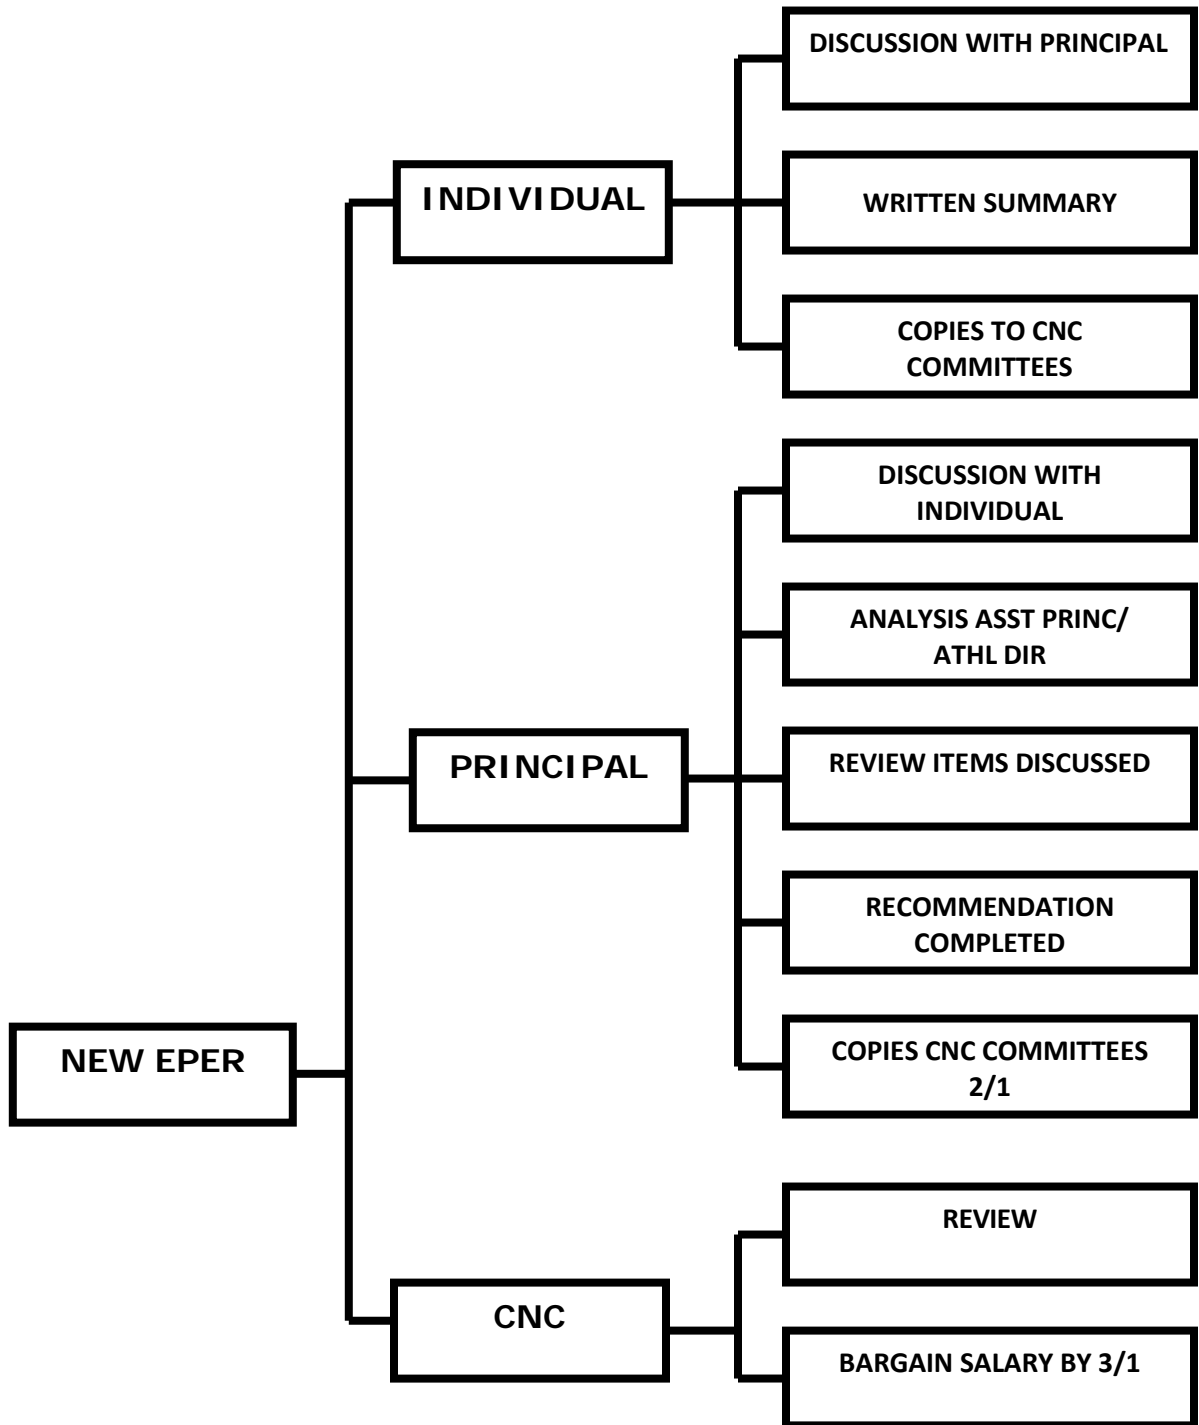 DISCUSSION WITH PRINCIPAL
INDIVIDUAL
WRITTEN SUMMARY
COPIES TO CNC
COMMITTEES
DISCUSSION WITH
INDIVIDUAL
ANALYSIS ASST PRINC/
ATHL DIR
PRINCIPAL
REVIEW ITEMS DISCUSSED
RECOMMENDATION
COMPLETED
NEW EPER
COPIES CNC COMMITTEES
2/1
REVIEW
CNC
BARGAIN SALARY BY 3/1